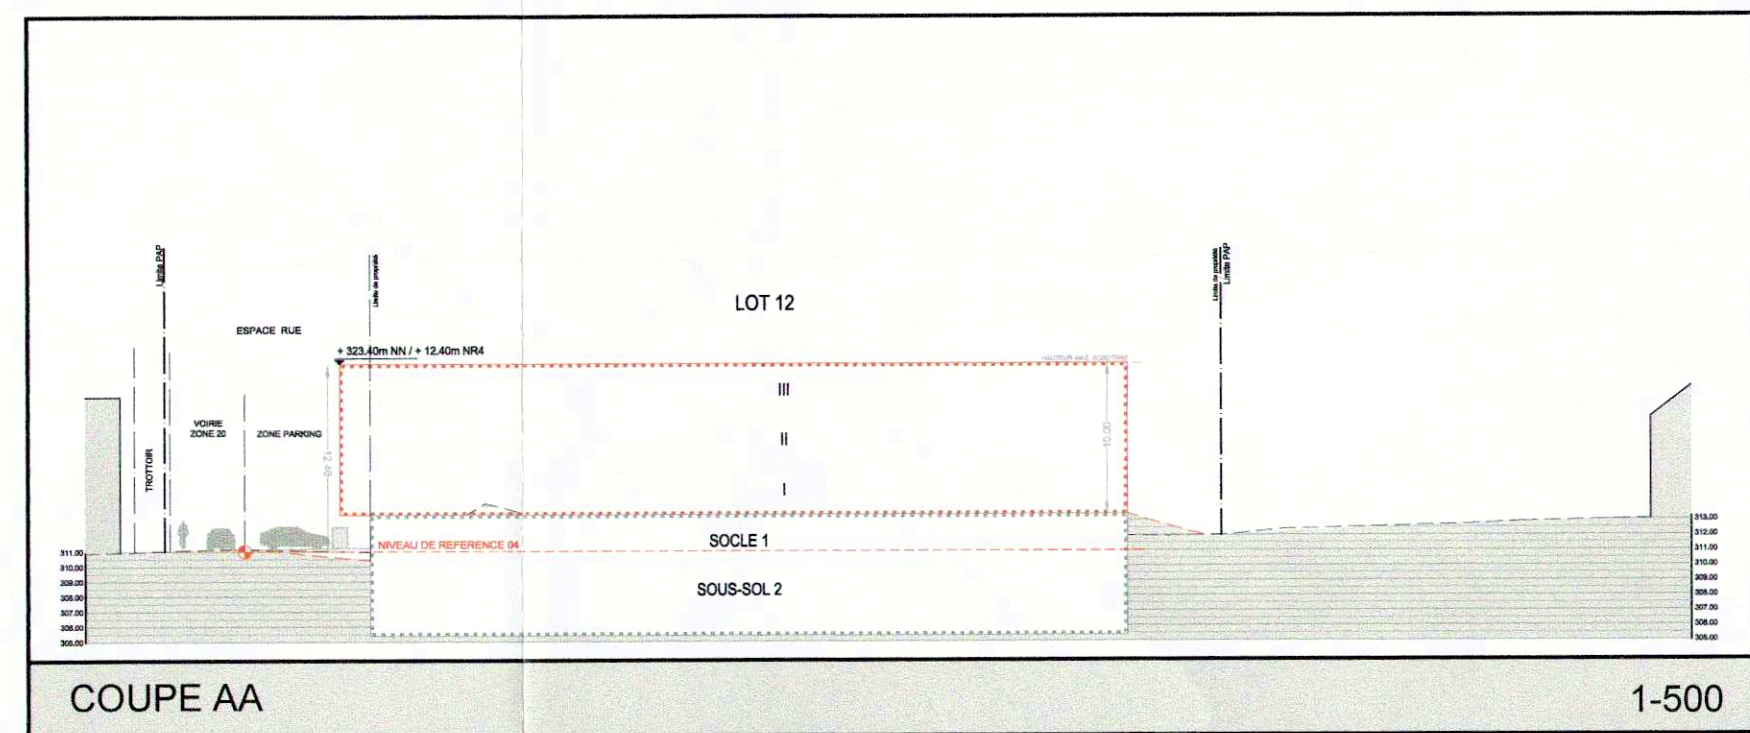 Limite PAP
Limite de propriété
Limite de propriété
Limite PAP
LOT 12
ESPACE RUE
+ 323.40m NN / + 12.40m NR4
HAUTEUR MAX. ACROTERE
III
VOIRIE
ZONE 20
ZONE PARKING
TROTTOIR
12.40
10.00
II
I
SOCLE 1
NIVEAU DE REFERENCE 04
SOUS-SOL 2
311.00
310.00
309.00
308.00
307.00
306.00
305.00
313.00
312.00
311.00
310.00
309.00
308.00
307.00
306.00
305.00
COUPE AA
1-500